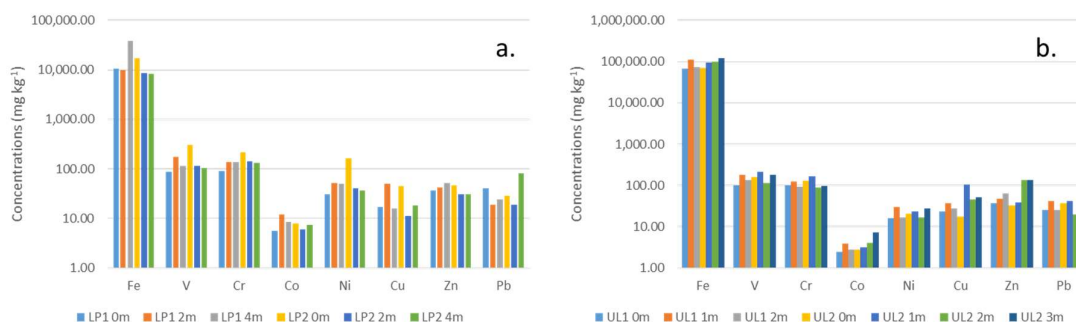 100,000.00
10,000.00
1,000.00
100.00
10.00
1.00
Concentrations (mg kg⁻¹)
a.
Fe V Cr Co Ni Cu Zn Pb
LP1 0m LP1 2m LP1 4m LP2 0m LP2 2m LP2 4m
1,000,000.00
100,000.00
10,000.00
1,000.00
100.00
10.00
1.00
Concentrations (mg kg⁻¹)
b.
Fe V Cr Co Ni Cu Zn Pb
UL1 0m UL1 1m UL1 2m UL2 0m UL2 1m UL2 2m UL2 3m